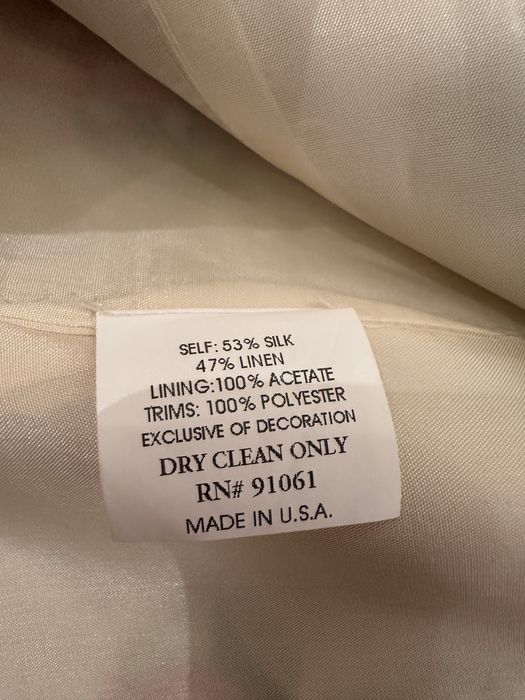 SELF: 53% SILK
47% LINEN
LINING:100% ACETATE
TRIMS: 100% POLYESTER
EXCLUSIVE OF DECORATION
DRY CLEAN ONLY
RN# 91061
MADE IN U.S.A.